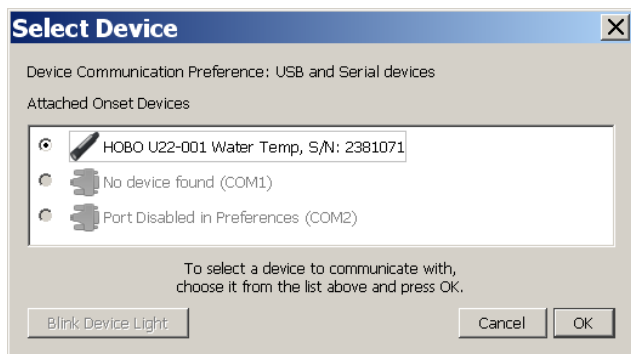 Select Device
Device Communication Preference: USB and Serial devices
Attached Onset Devices
HOBO U22-001 Water Temp, S/N: 2381071
No device found (COM1)
Port Disabled in Preferences (COM2)
To select a device to communicate with,
choose it from the list above and press OK.
Blink Device Light Cancel OK